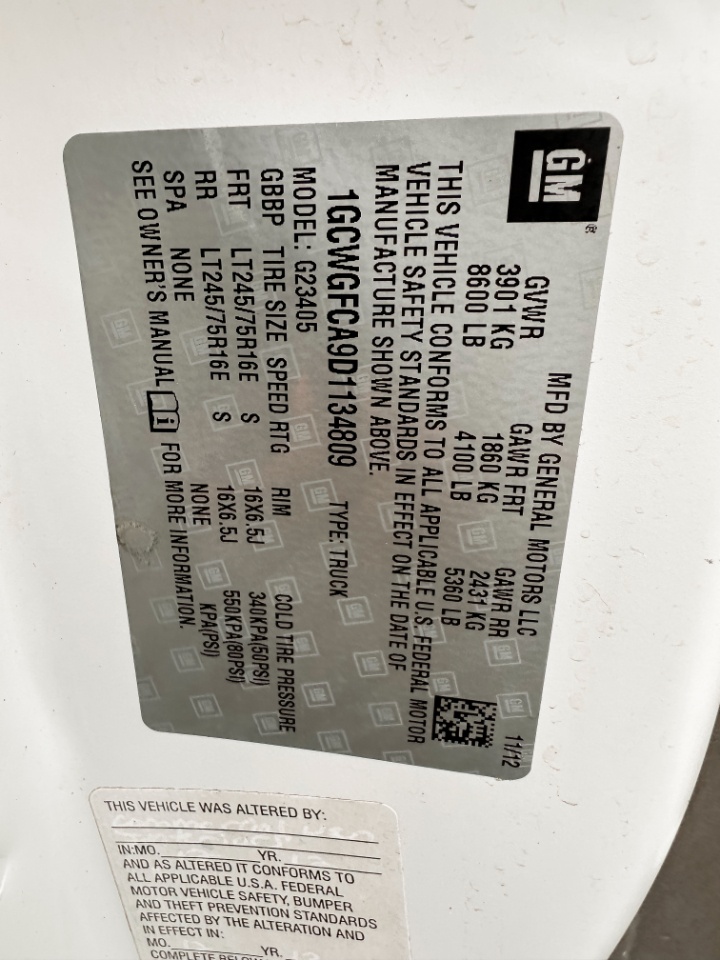 GM®
MFD BY GENERAL MOTORS LLC 11/12
GVWR GAWR FRT GAWR RR
3901 KG 1860 KG 2431 KG
8600 LB 4100 LB 5360 LB
THIS VEHICLE CONFORMS TO ALL APPLICABLE U.S. FEDERAL MOTOR
VEHICLE SAFETY STANDARDS IN EFFECT ON THE DATE OF
MANUFACTURE SHOWN ABOVE.
1GCWGFCA9D1134809 TYPE: TRUCK
MODEL: G23405
GBBP TIRE SIZE SPEED RTG RIM COLD TIRE PRESSURE
FRT LT245/75R16E S 16X6.5J 340KPA(50PSI)
RR LT245/75R16E S 16X6.5J 550KPA(80PSI)
SPA NONE NONE KPA(PSI)
SEE OWNER'S MANUAL FOR MORE INFORMATION.
THIS VEHICLE WAS ALTERED BY:
IN:MO. YR.
AND AS ALTERED IT CONFORMS TO
ALL APPLICABLE U.S.A. FEDERAL
MOTOR VEHICLE SAFETY, BUMPER
AND THEFT PREVENTION STANDARDS
AFFECTED BY THE ALTERATION AND
IN EFFECT IN:
MO. YR.
COMPLETE BELOW